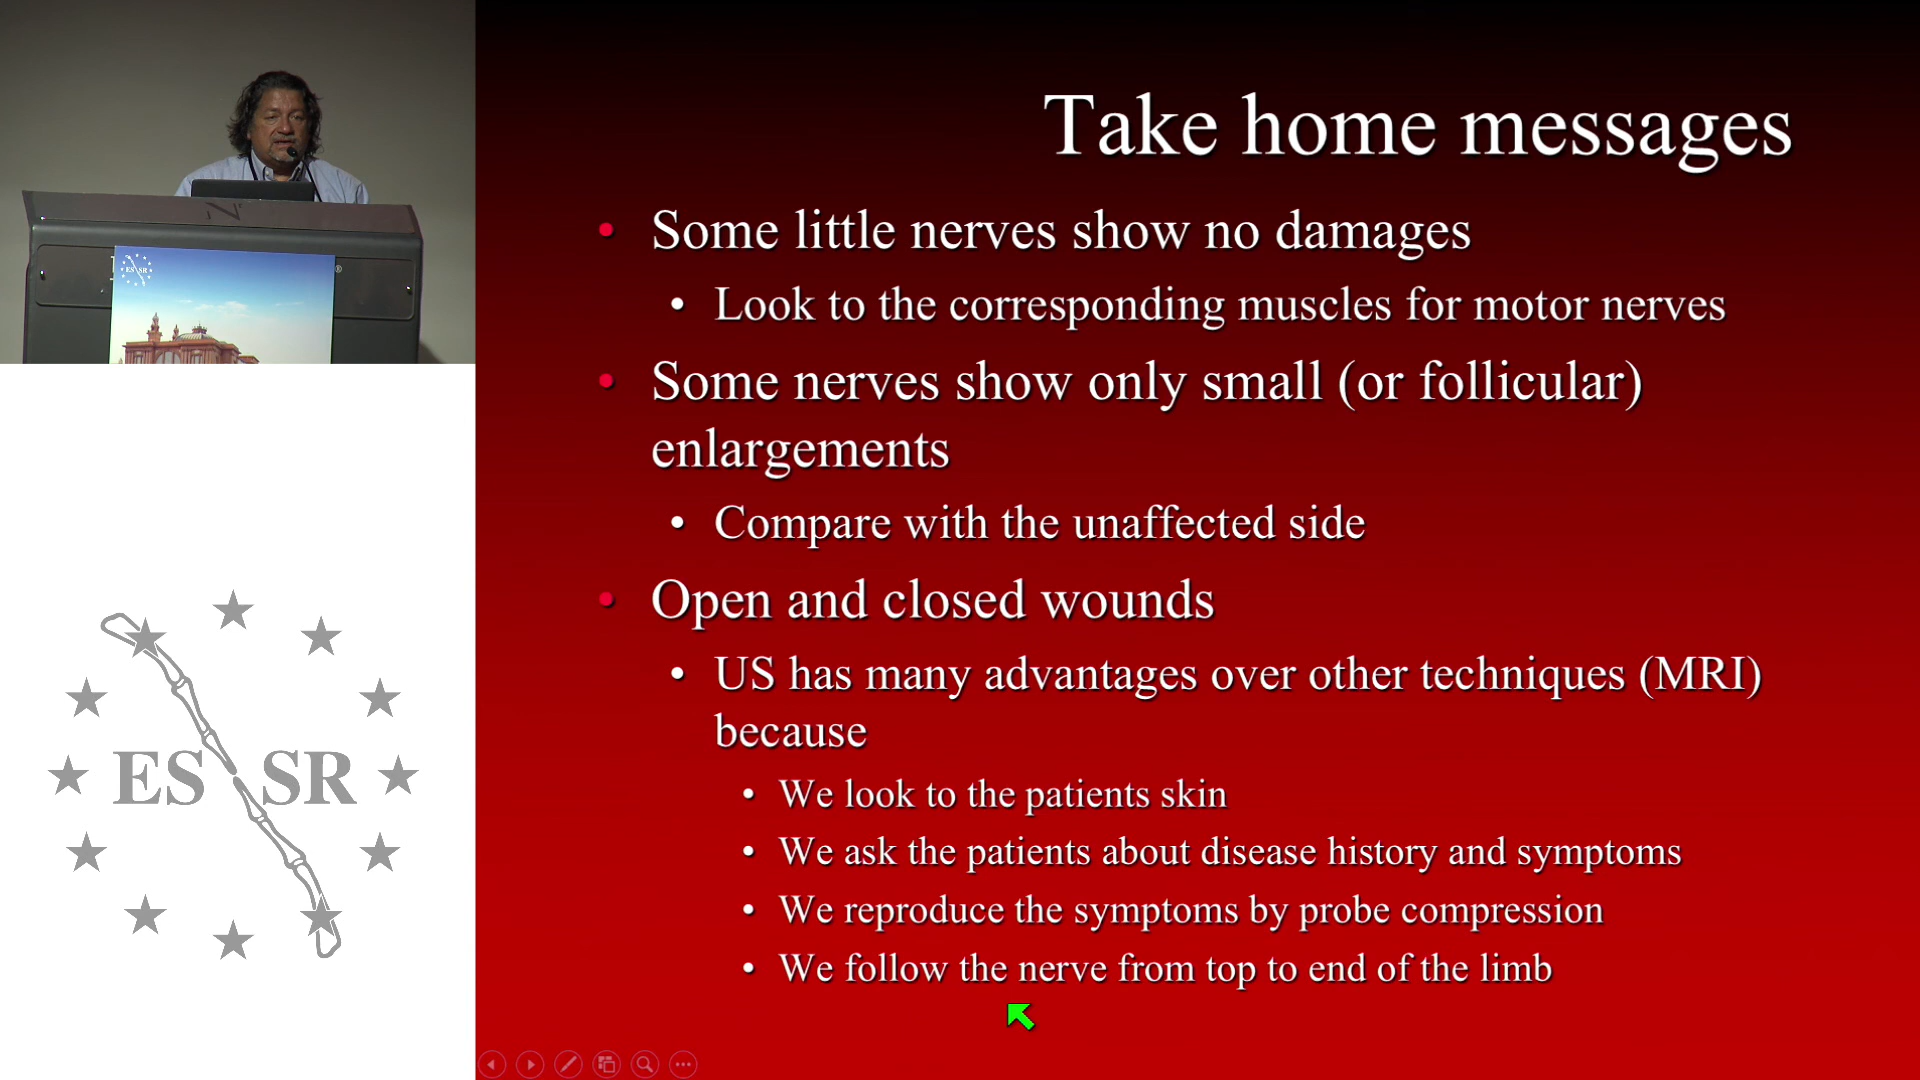 Take home messages
• Some little nerves show no damages
• Look to the corresponding muscles for motor nerves
• Some nerves show only small (or follicular)
enlargements
• Compare with the unaffected side
• Open and closed wounds
• US has many advantages over other techniques (MRI)
because
• We look to the patients skin
• We ask the patients about disease history and symptoms
• We reproduce the symptoms by probe compression
• We follow the nerve from top to end of the limb
ES SR
ES SR